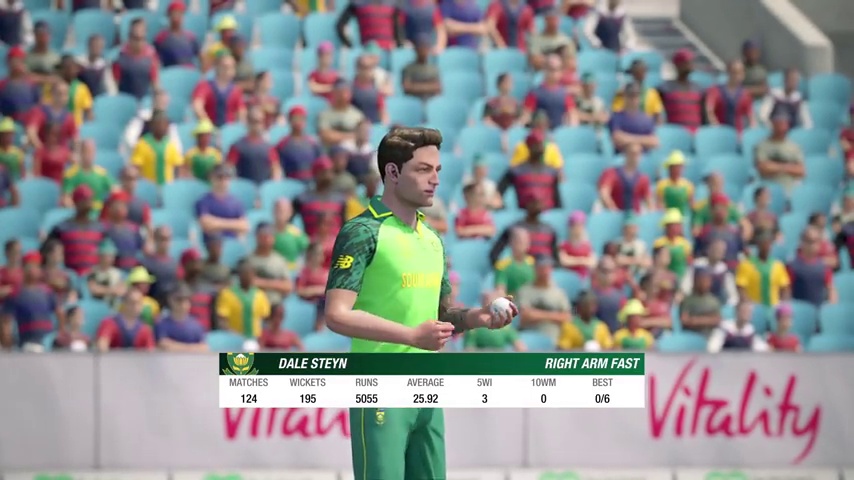 SOUTH
DALE STEYN RIGHT ARM FAST
MATCHES WICKETS RUNS AVERAGE 5WI 10WM BEST
124 195 5055 25.92 3 0 0/6
Vitality